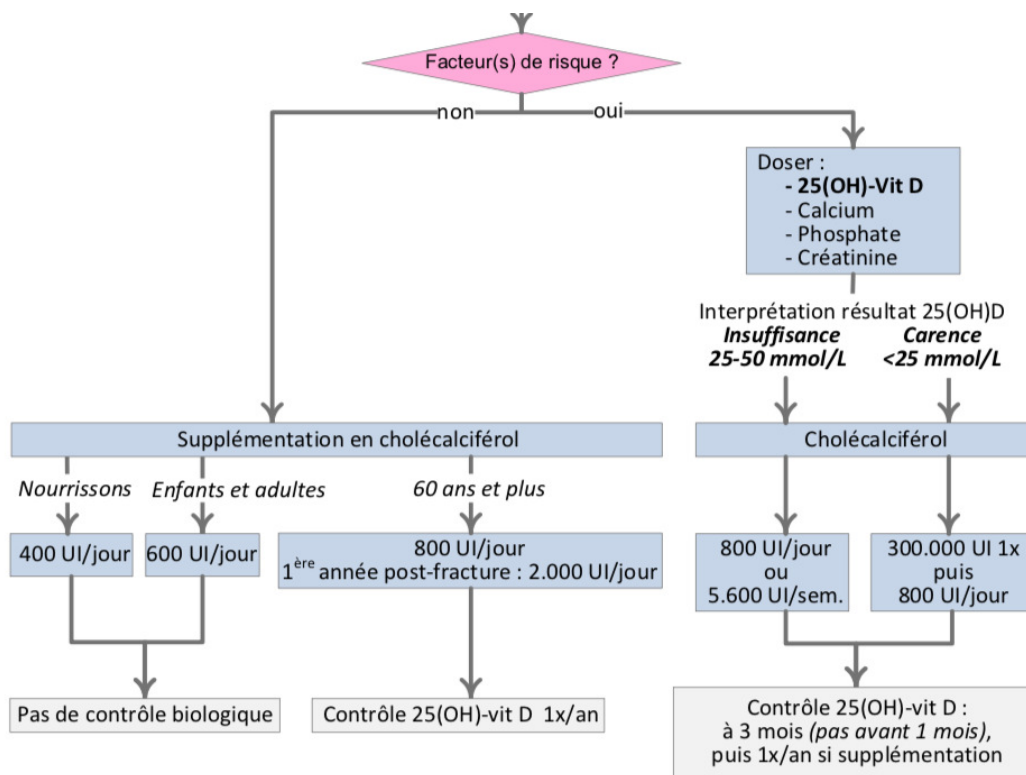 Facteur(s) de risque ?
non
oui
Doser :
- 25(OH)-Vit D
- Calcium
- Phosphate
- Créatinine
Interprétation résultat 25(OH)D
Insuffisance
25-50 mmol/L
Carence
<25 mmol/L
Supplémentation en cholécalciférol
Cholécalciférol
Nourrissons
Enfants et adultes
60 ans et plus
400 UI/jour
600 UI/jour
800 UI/jour
1ère année post-fracture : 2.000 UI/jour
800 UI/jour
ou
5.600 UI/sem.
300.000 UI 1x
puis
800 UI/jour
Pas de contrôle biologique
Contrôle 25(OH)-vit D 1x/an
Contrôle 25(OH)-vit D :
à 3 mois (pas avant 1 mois),
puis 1x/an si supplémentation